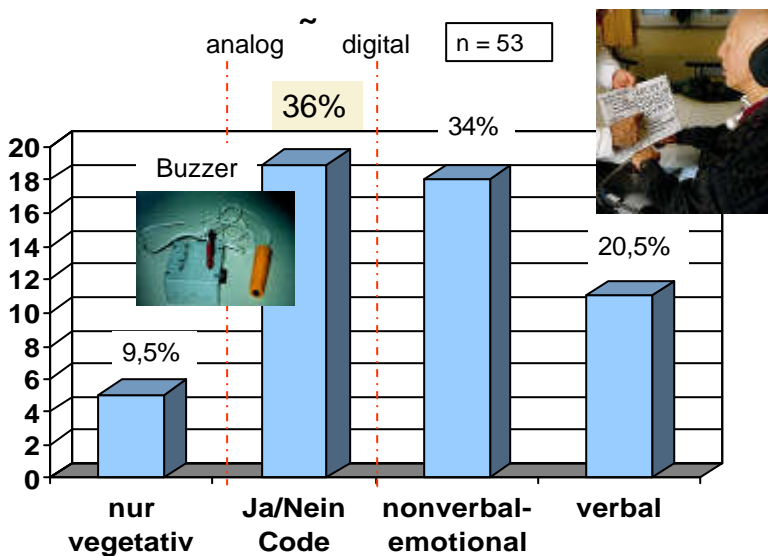 ~
analog digital n = 53
36%
34%
Buzzer
20,5%
9,5%
20
18
16
14
12
10
8
6
4
2
0
nur vegetativ
Ja/Nein Code
nonverbal-emotional
verbal